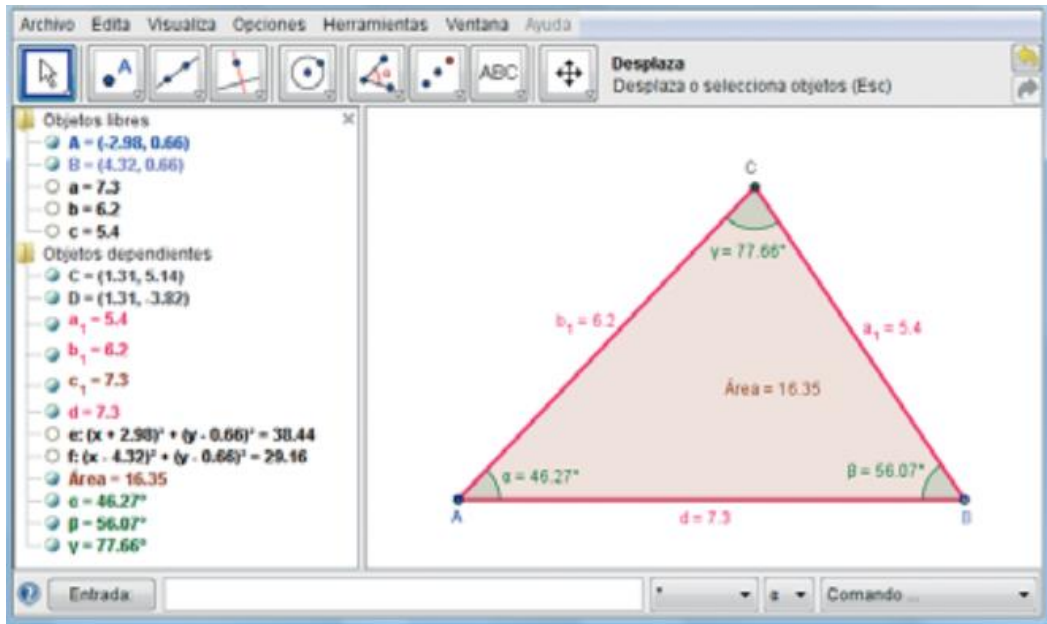 Archivo Edita Visualiza Opciones Herramientas Ventana Ayuda
A
α
ABC
Desplaza
Desplaza o selecciona objetos (Esc)
Objetos libres
A = (-2.98, 0.66)
B = (4.32, 0.66)
a = 7.3
b = 6.2
c = 5.4
Objetos dependientes
C = (1.31, 5.14)
D = (1.31, -3.82)
a₁ = 5.4
b₁ = 6.2
c₁ = 7.3
d = 7.3
e: (x + 2.98)² + (y - 0.66)² = 38.44
f: (x - 4.32)² + (y - 0.66)² = 29.16
Área = 16.35
α = 46.27°
β = 56.07°
γ = 77.66°
C
γ = 77.66°
b₁ = 6.2
a₁ = 5.4
Área = 16.35
α = 46.27°
β = 56.07°
A
d = 7.3
B
Entrada:
°
α
Comando ...